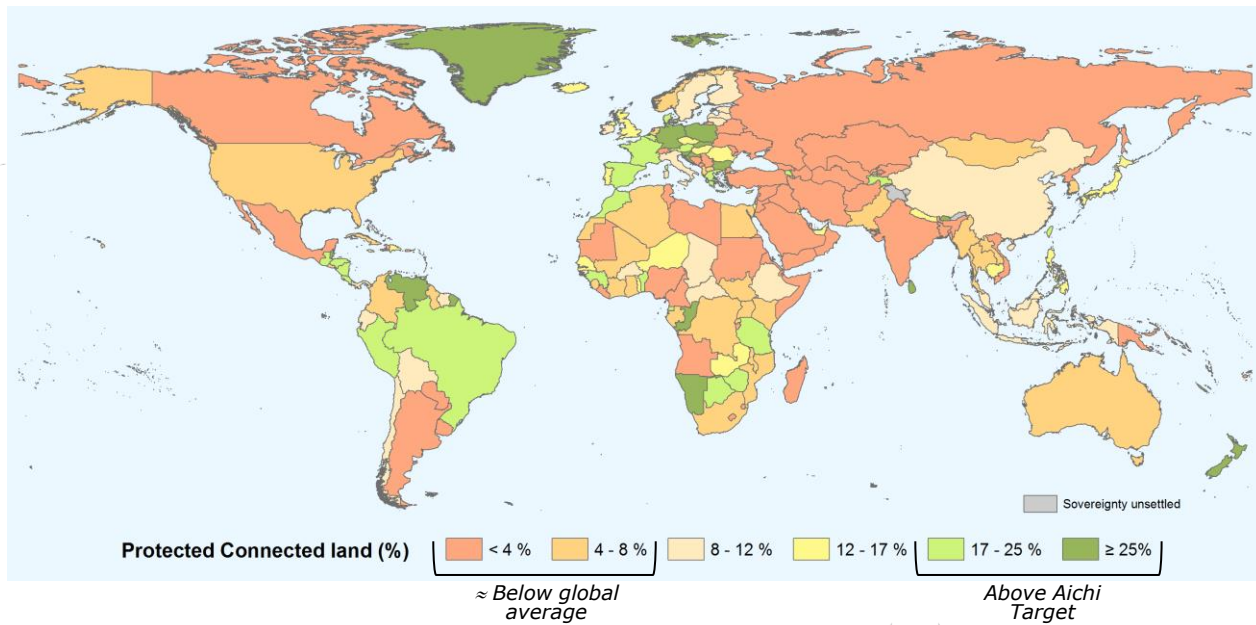 Sovereignty unsettled
Protected Connected land (%) < 4 % 4 - 8 % 8 - 12 % 12 - 17 % 17 - 25 % ≥ 25%
≈ Below global
average
Above Aichi
Target